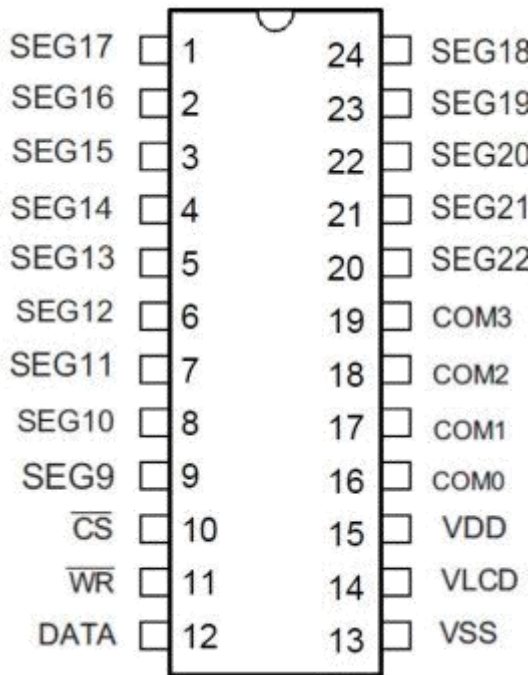 SEG17 1 24 SEG18
SEG16 2 23 SEG19
SEG15 3 22 SEG20
SEG14 4 21 SEG21
SEG13 5 20 SEG22
SEG12 6 19 COM3
SEG11 7 18 COM2
SEG10 8 17 COM1
SEG9 9 16 COM0
CS 10 15 VDD
WR 11 14 VLCD
DATA 12 13 VSS